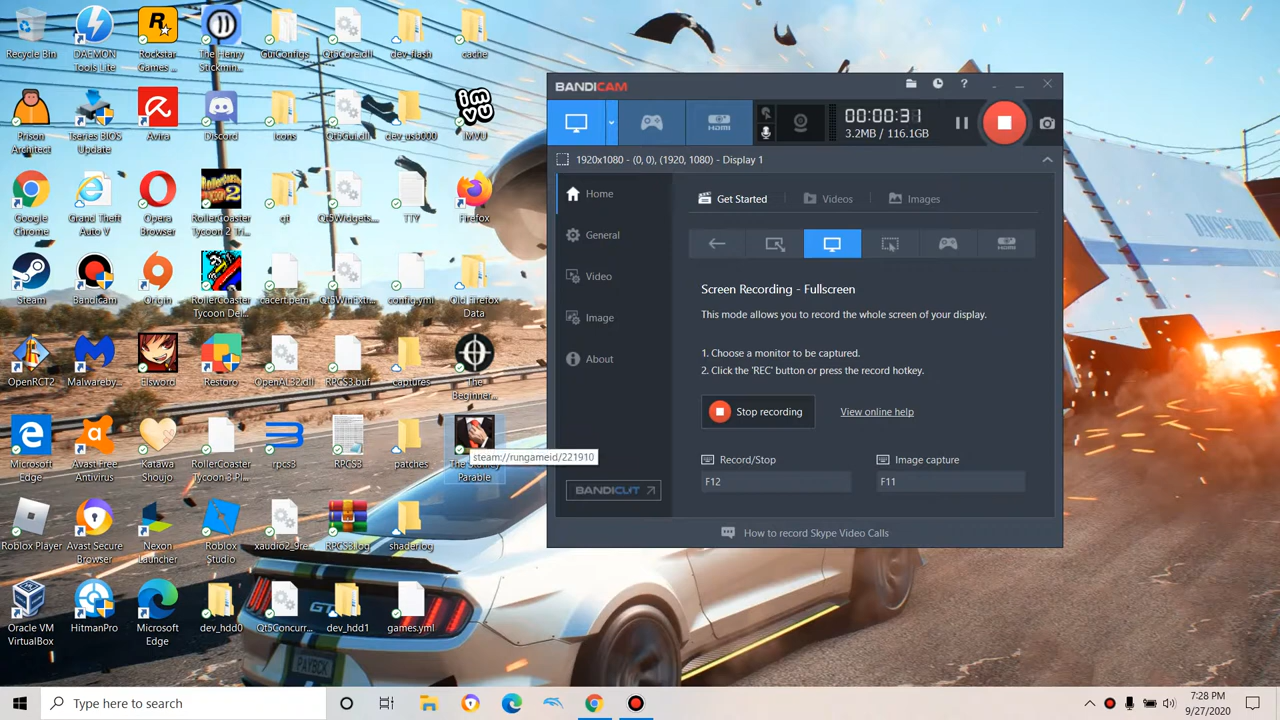 Recycle Bin
DAEMON
Tools Lite
Rockstar
Games ...
The Henry
Stickmin...
GuiConfigs
Qt5Core.dll
dev_flash
cache
Prison
Architect
Tseries BIOS
Update
Avira
Discord
Icons
Qt5Gui.dll
dev_usb000
IMVU
Google
Chrome
Grand Theft
Auto V
Opera
Browser
RollerCoaster
Tycoon 2 Tri...
qt
Qt5Widgets...
TTY
Firefox
Steam
Bandicam
Origin
RollerCoaster
Tycoon Del...
cacert.pem
Qt5WinExtr...
config.yml
Old Firefox
Data
OpenRCT2
Malwareby...
Elsword
Restoro
OpenAL32.dll
RPCS3.buf
captures
The
Beginner...
Microsoft
Edge
Avast Free
Antivirus
Katawa
Shoujo
RollerCoaster
Tycoon 3 Pl...
rpcs3
RPCS3
patches
The Stanley
Parable
steam://rungameid/221910
Roblox Player
Avast Secure
Browser
Nexon
Launcher
Roblox
Studio
xaudio2_9re...
RPCS3.log
shaderlog
Oracle VM
VirtualBox
HitmanPro
Microsoft
Edge
dev_hdd0
Qt5Concurr...
dev_hdd1
games.yml
BANDICAM
HDMI
00:00:31
3.2MB / 116.1GB
1920x1080 - (0, 0), (1920, 1080) - Display 1
Home
General
Video
Image
About
BANDICUT
Get Started
Videos
Images
HDMI
Screen Recording - Fullscreen
This mode allows you to record the whole screen of your display.
1. Choose a monitor to be captured.
2. Click the 'REC' button or press the record hotkey.
Stop recording
View online help
Record/Stop
F12
Image capture
F11
How to record Skype Video Calls
GT
PAYBCK
Type here to search
7:28 PM
9/27/2020